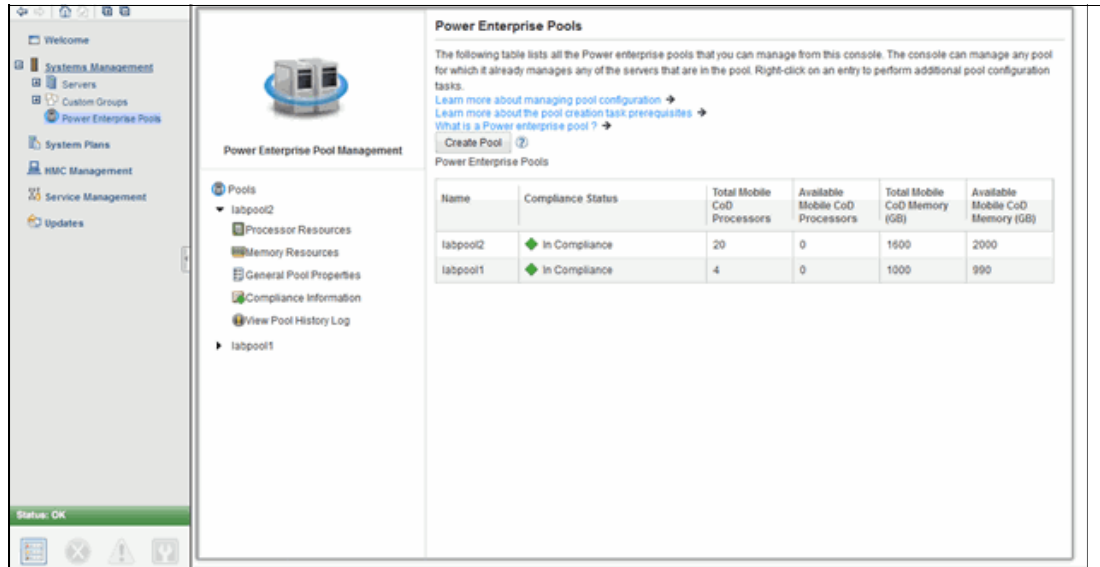 Welcome
Systems Management
Servers
Custom Groups
Power Enterprise Pools
System Plans
HMC Management
Service Management
Updates
Status: OK
Power Enterprise Pool Management
Pools
labpool2
Processor Resources
Memory Resources
General Pool Properties
Compliance Information
View Pool History Log
labpool1
Power Enterprise Pools
The following table lists all the Power enterprise pools that you can manage from this console. The console can manage any pool
for which it already manages any of the servers that are in the pool. Right-click on an entry to perform additional pool configuration
tasks.
Learn more about managing pool configuration
Learn more about the pool creation task prerequisites
What is a Power enterprise pool ?
Create Pool ?
Power Enterprise Pools
Name Compliance Status Total Mobile CoD Processors Available Mobile CoD Processors Total Mobile CoD Memory (GB) Available Mobile CoD Memory (GB)
labpool2 In Compliance 20 0 1600 2000
labpool1 In Compliance 4 0 1000 990